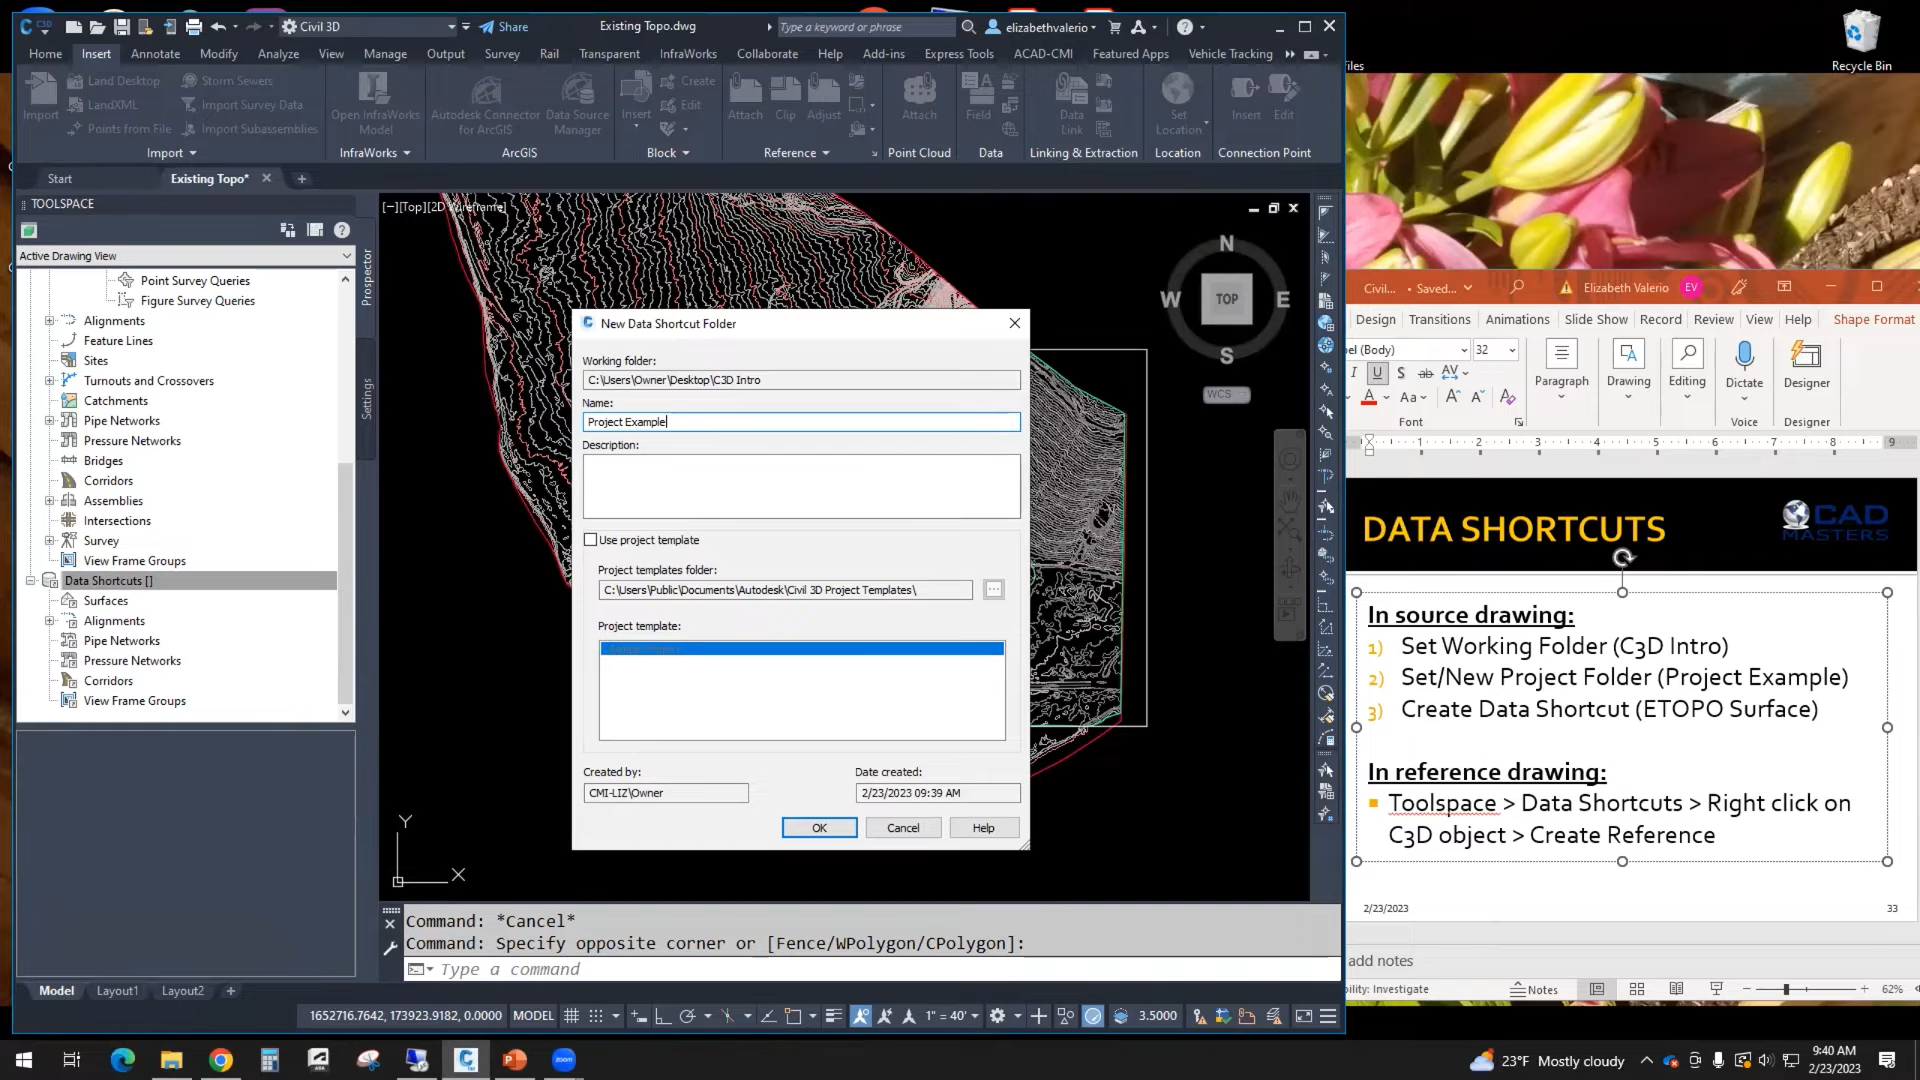 Civil 3D
Share
Existing Topo.dwg
Type a keyword or phrase
elizabethvalerio
Home
Insert
Annotate
Modify
Analyze
View
Manage
Output
Survey
Rail
Transparent
InfraWorks
Collaborate
Help
Add-ins
Express Tools
ACAD-CMI
Featured Apps
Vehicle Tracking
Import
Land Desktop
LandXML
Points from File
Storm Sewers
Import Survey Data
Import Subassemblies
Open InfraWorks
Model
Autodesk Connector
for ArcGIS
Data Source
Manager
Insert
Create
Edit
Attach
Clip
Adjust
Attach
Field
Data
Link
Set
Location
Insert
Edit
Import
InfraWorks
ArcGIS
Block
Reference
Point Cloud
Data
Linking & Extraction
Location
Connection Point
Start
Existing Topo*
TOOLSPACE
Active Drawing View
Point Survey Queries
Figure Survey Queries
Alignments
Feature Lines
Sites
Turnouts and Crossovers
Catchments
Pipe Networks
Pressure Networks
Bridges
Corridors
Assemblies
Intersections
Survey
View Frame Groups
Data Shortcuts []
Surfaces
Alignments
Pipe Networks
Pressure Networks
Corridors
View Frame Groups
Prospector
Settings
[−][Top][2D Wireframe]
N
W
TOP
E
S
WCS
New Data Shortcut Folder
Working folder:
C:\Users\Owner\Desktop\C3D Intro
Name:
Project Example
Description:
Use project template
Project templates folder:
C:\Users\Public\Documents\Autodesk\Civil 3D Project Templates\
Project template:
Created by:
CMI-LIZ\Owner
Date created:
2/23/2023 09:39 AM
OK
Cancel
Help
Y
X
Command: *Cancel*
Command: Specify opposite corner or [Fence/WPolygon/CPolygon]:
Type a command
Model
Layout1
Layout2
1652716.7642, 173923.9182, 0.0000
MODEL
1" = 40'
3.5000
iles
Recycle Bin
Civil...
• Saved...
Elizabeth Valerio
EV
Design
Transitions
Animations
Slide Show
Record
Review
View
Help
Shape Format
el (Body)
32
Paragraph
Drawing
Editing
Dictate
Designer
Font
Voice
Designer
1
2
3
4
5
6
7
8
9
DATA SHORTCUTS
CAD
MASTERS
In source drawing:
1) Set Working Folder (C3D Intro)
2) Set/New Project Folder (Project Example)
3) Create Data Shortcut (ETOPO Surface)
In reference drawing:
Toolspace > Data Shortcuts > Right click on
C3D object > Create Reference
2/23/2023
33
add notes
bility: Investigate
Notes
62%
23°F Mostly cloudy
9:40 AM
2/23/2023